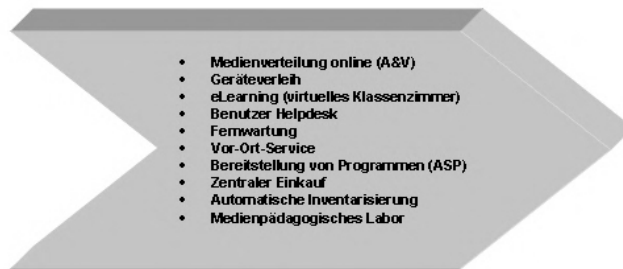 • Medienverteilung online (A&V)
• Geräteverleih
• eLearning (virtuelles Klassenzimmer)
• Benutzer Helpdesk
• Fernwartung
• Vor-Ort-Service
• Bereitstellung von Programmen (ASP)
• Zentraler Einkauf
• Automatische Inventarisierung
• Medienpädagogisches Labor